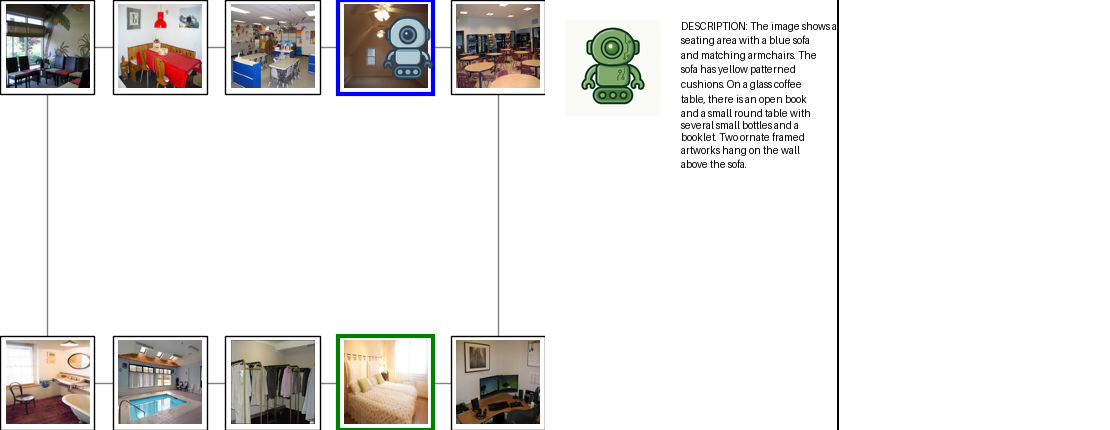 DESCRIPTION: The image shows a
seating area with a blue sofa
and matching armchairs. The
sofa has yellow patterned
cushions. On a glass coffee
table, there is an open book
and a small round table with
several small bottles and a
booklet. Two ornate framed
artworks hang on the wall
above the sofa.